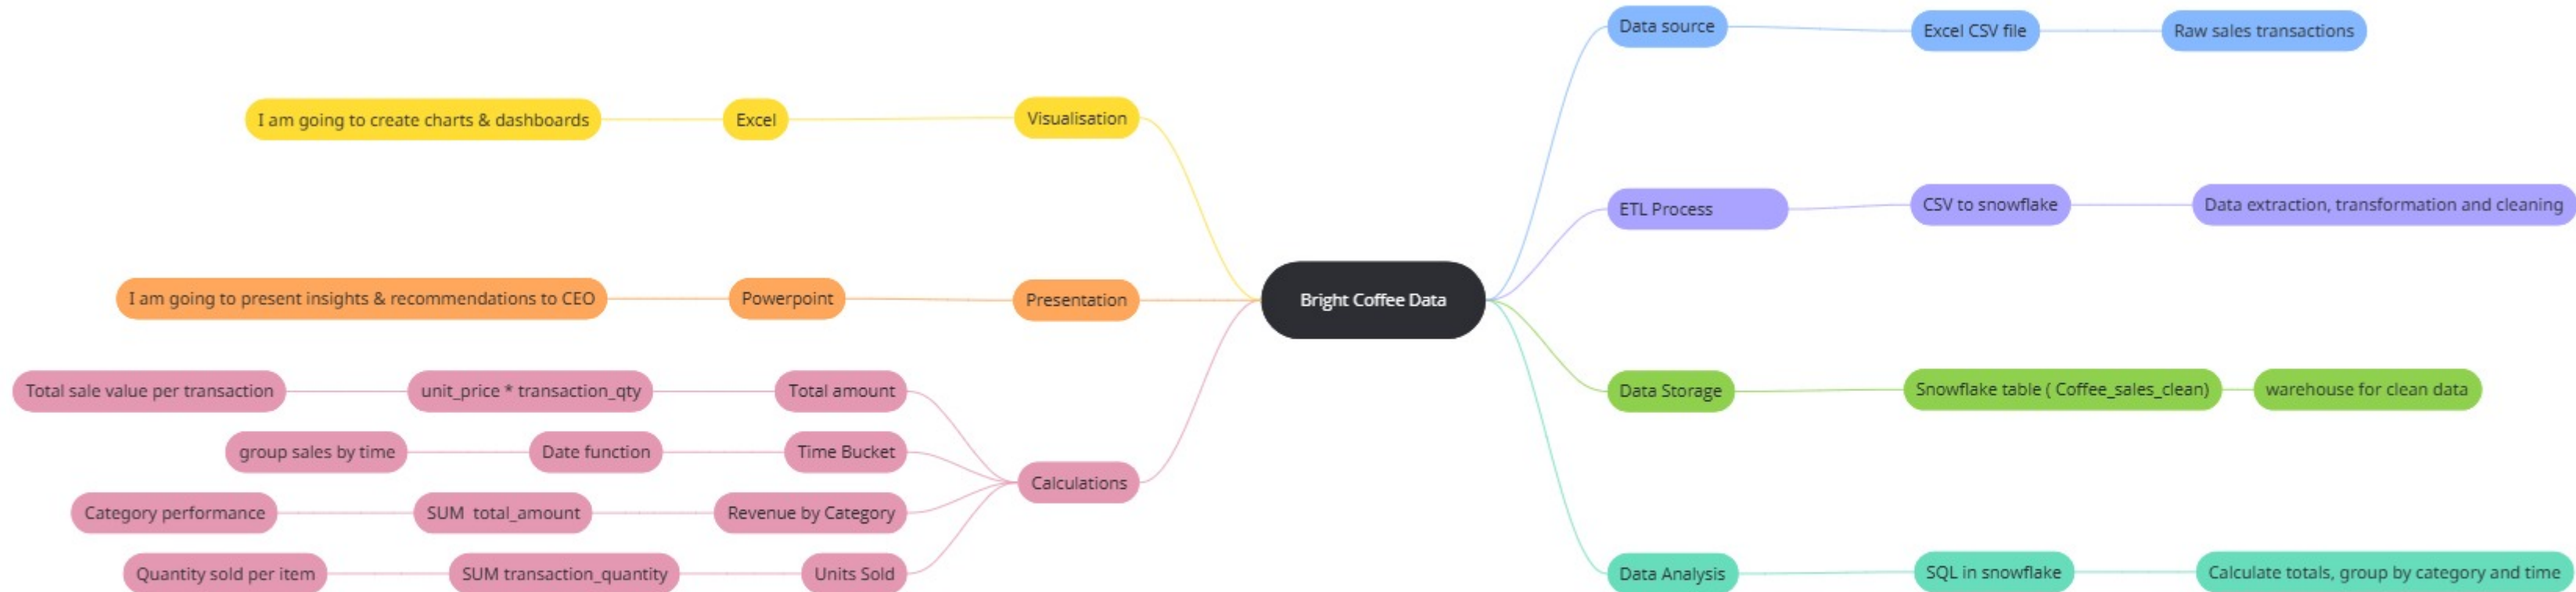 Data source
Excel CSV file
Raw sales transactions
I am going to create charts & dashboards
Excel
Visualisation
ETL Process
CSV to snowflake
Data extraction, transformation and cleaning
I am going to present insights & recommendations to CEO
Powerpoint
Presentation
Bright Coffee Data
Total sale value per transaction
unit_price * transaction_qty
Total amount
Data Storage
Snowflake table ( Coffee_sales_clean)
warehouse for clean data
group sales by time
Date function
Time Bucket
Calculations
Category performance
SUM  total_amount
Revenue by Category
Quantity sold per item
SUM transaction_quantity
Units Sold
Data Analysis
SQL in snowflake
Calculate totals, group by category and time